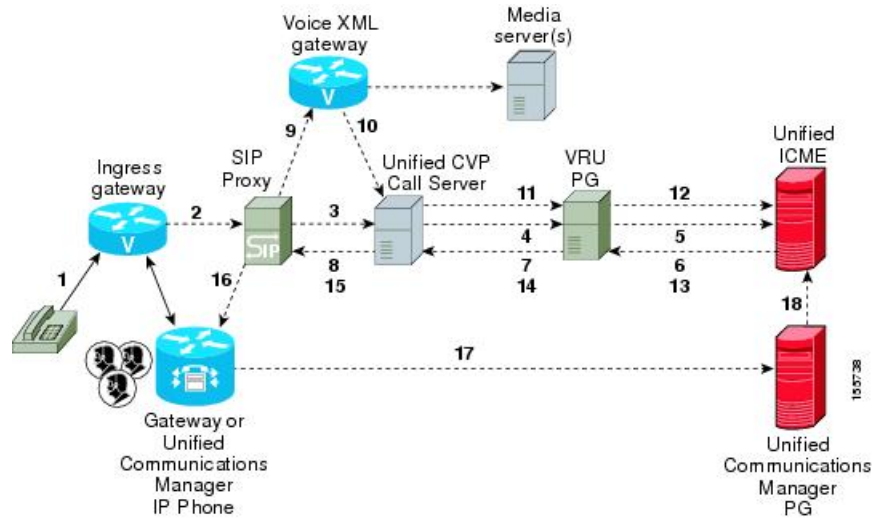 Voice XML
gateway
Media
server(s)
9
10
SIP
Proxy
Unified CVP
Call Server
VRU
PG
Unified
ICME
Ingress
gateway
V
V
SIP
1
2
3
11
12
4
5
8
7
6
15
14
13
16
17
18
Gateway or
Unified
Communications
Manager
IP Phone
Unified
Communications
Manager
PG
155738